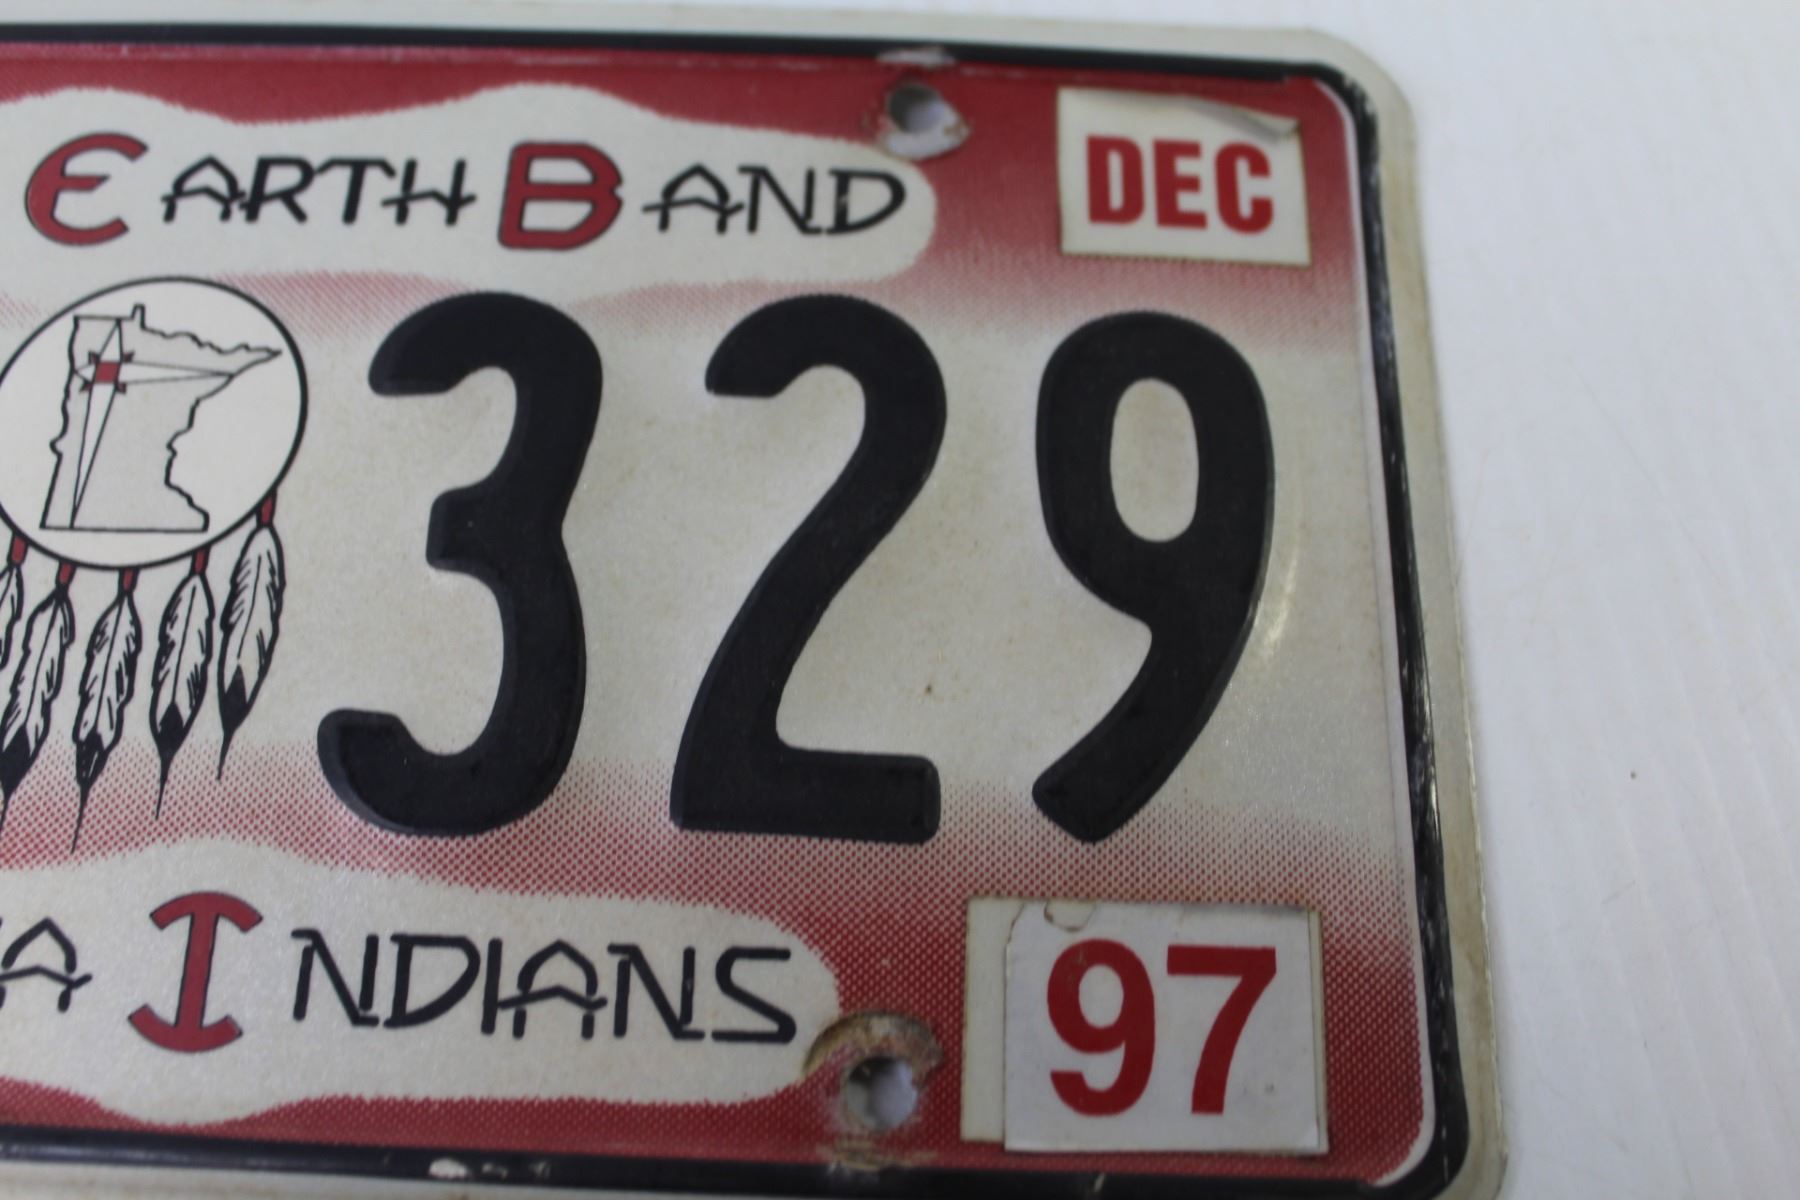 EARTH BAND
DEC
329
A INDIANS
97